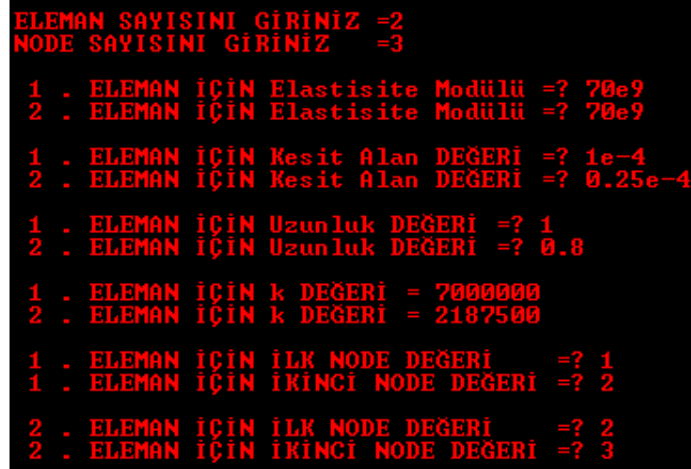 ELEMAN SAYISINI GİRİNİZ =2
NODE SAYISINI GİRİNİZ =3
1 . ELEMAN İÇİN Elastisite Modülü =? 70e9
2 . ELEMAN İÇİN Elastisite Modülü =? 70e9
1 . ELEMAN İÇİN Kesit Alan DEĞERİ =? 1e-4
2 . ELEMAN İÇİN Kesit Alan DEĞERİ =? 0.25e-4
1 . ELEMAN İÇİN Uzunluk DEĞERİ =? 1
2 . ELEMAN İÇİN Uzunluk DEĞERİ =? 0.8
1 . ELEMAN İÇİN k DEĞERİ = 7000000
2 . ELEMAN İÇİN k DEĞERİ = 2187500
1 . ELEMAN İÇİN İLK NODE DEĞERİ =? 1
1 . ELEMAN İÇİN İKİNCİ NODE DEĞERİ =? 2
2 . ELEMAN İÇİN İLK NODE DEĞERİ =? 2
2 . ELEMAN İÇİN İKİNCİ NODE DEĞERİ =? 3